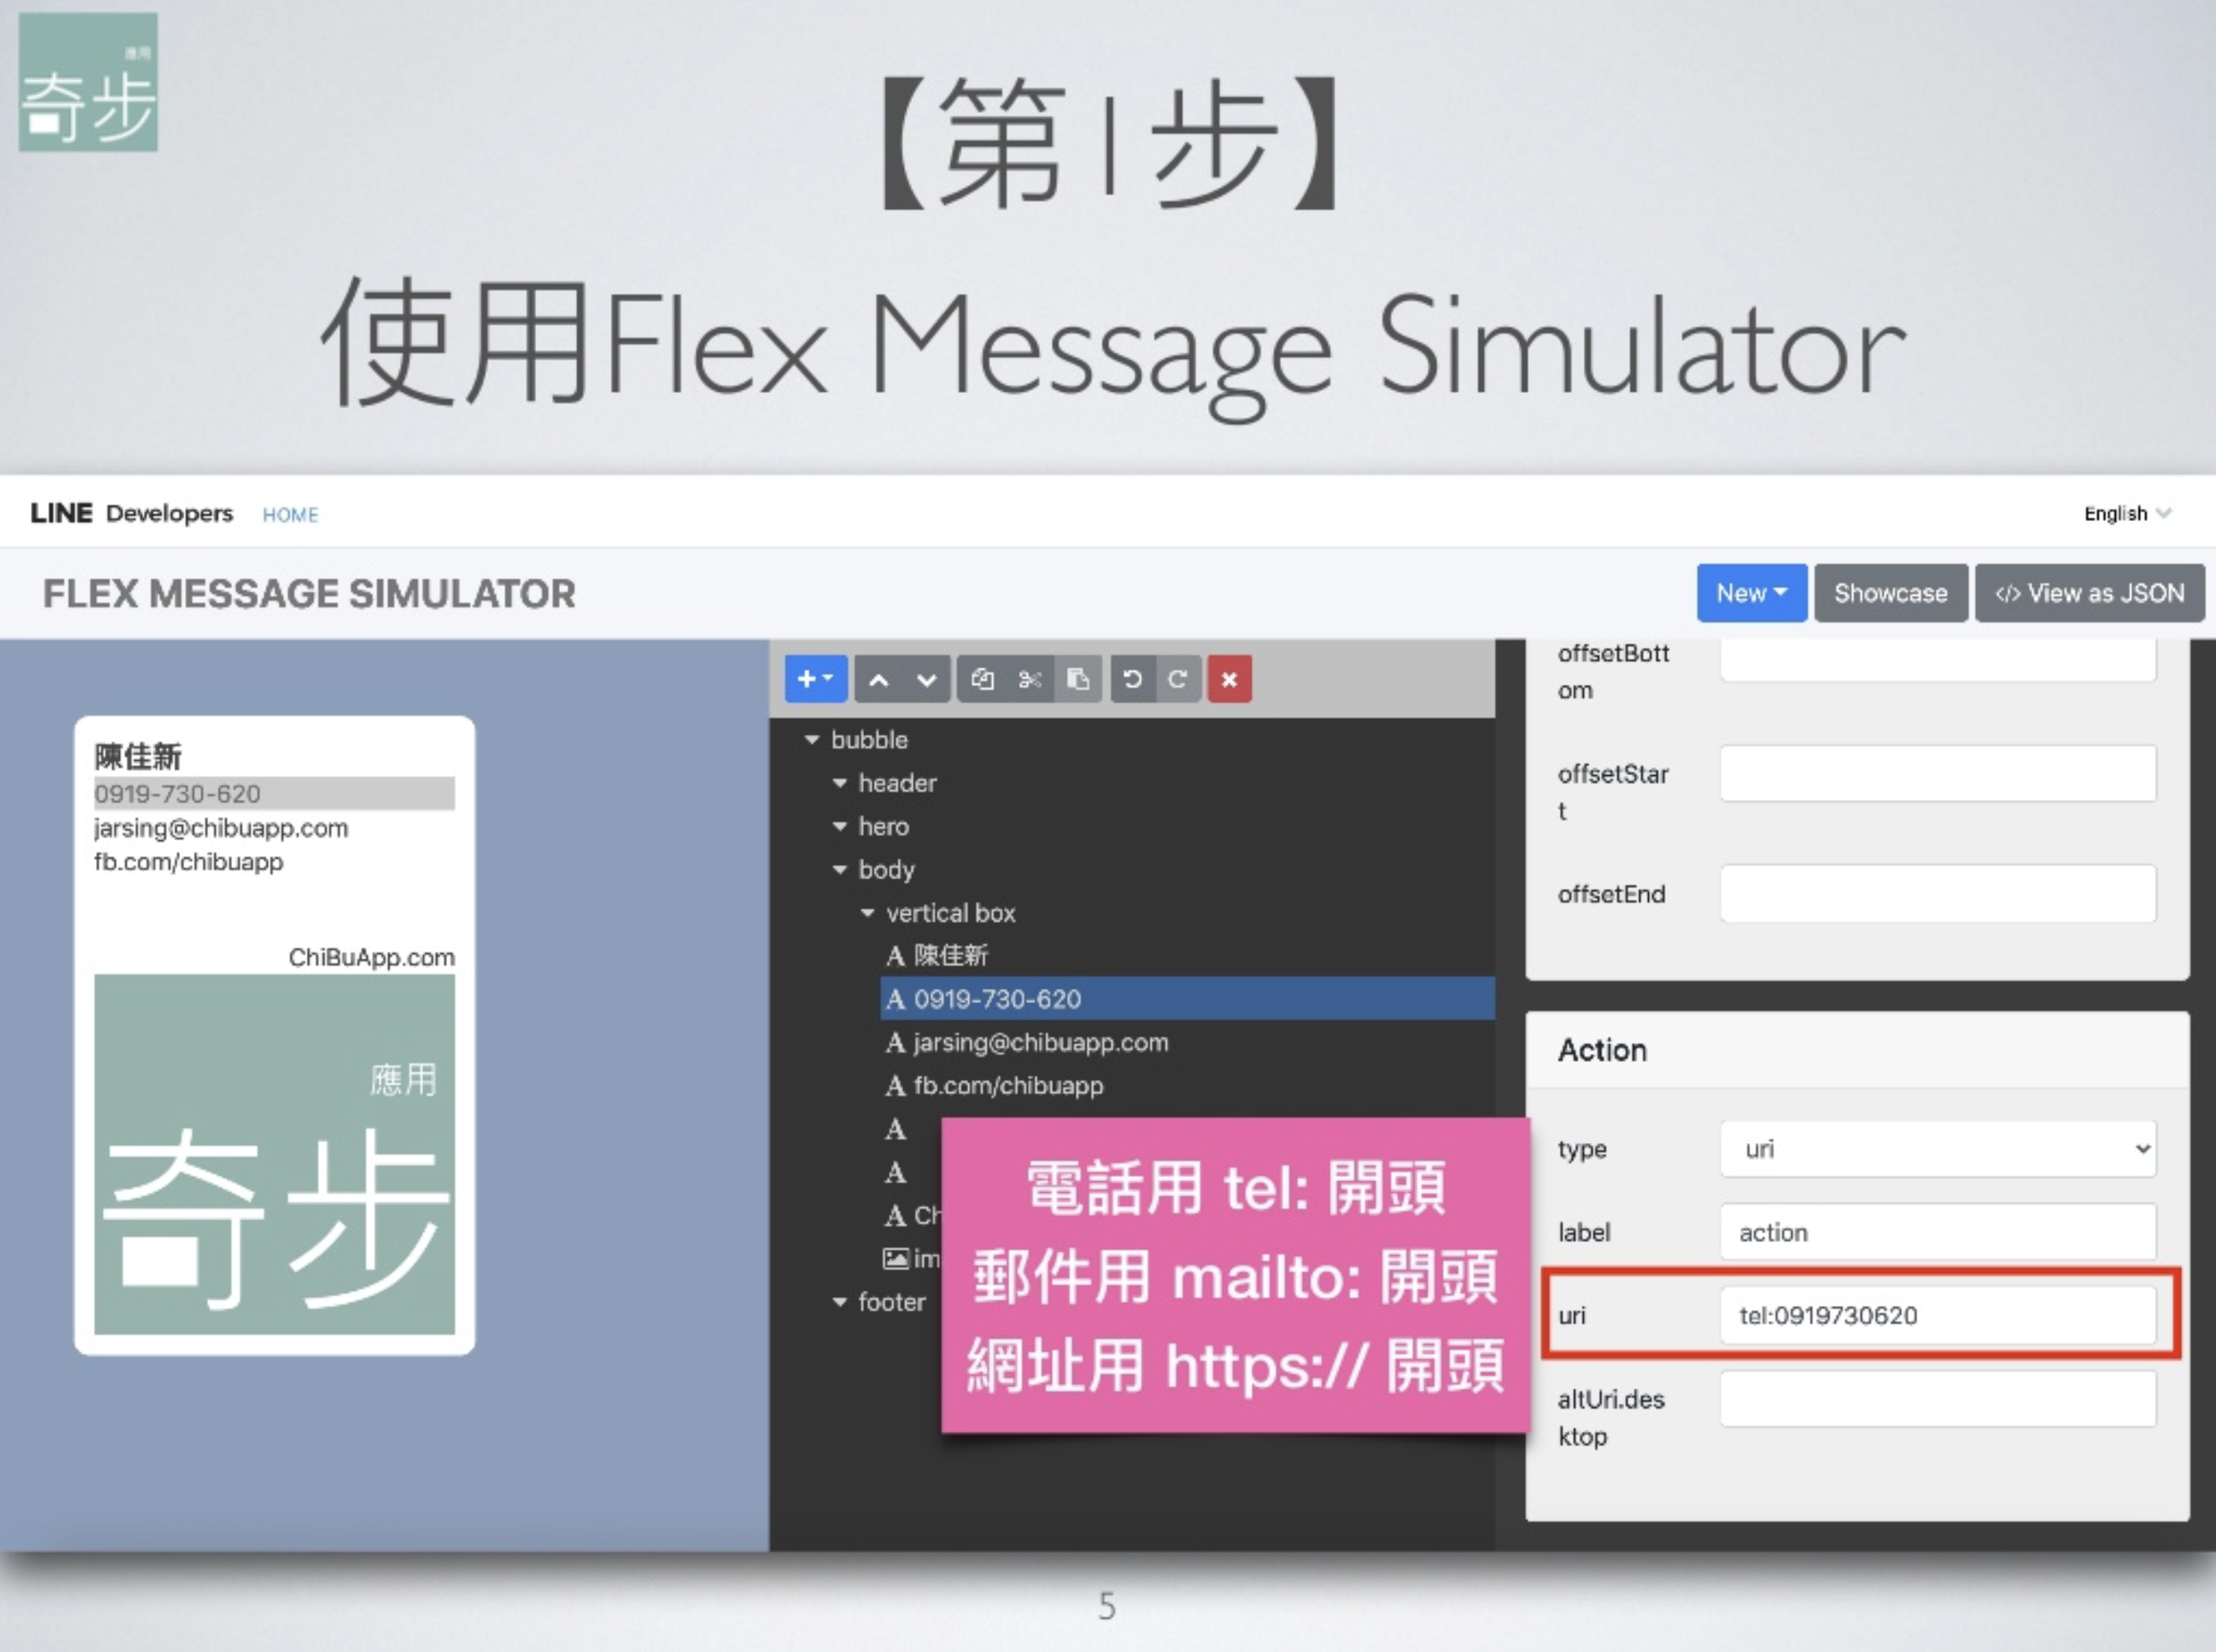 應用
奇步
【第1步】
使用Flex Message Simulator
LINE Developers HOME
English
FLEX MESSAGE SIMULATOR
New
Showcase
</> View as JSON
陳佳新
0919-730-620
jarsing@chibuapp.com
fb.com/chibuapp
ChiBuApp.com
應用
奇步
bubble
header
hero
body
vertical box
A 陳佳新
A 0919-730-620
A jarsing@chibuapp.com
A fb.com/chibuapp
A
A
A Ch
im
footer
電話用 tel: 開頭
郵件用 mailto: 開頭
網址用 https:// 開頭
offsetBott
om
offsetStar
t
offsetEnd
Action
type uri
label action
uri tel:0919730620
altUri.des
ktop
5